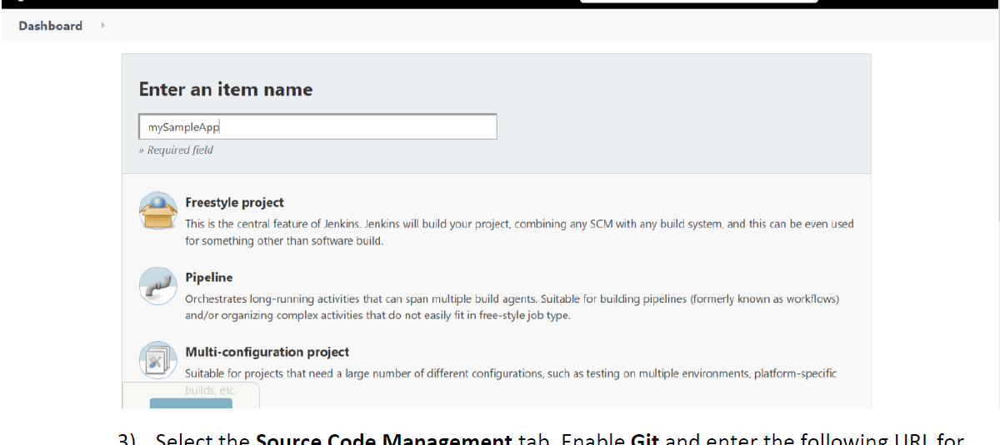 Dashboard
Enter an item name
mySampleApp
» Required field
Freestyle project
This is the central feature of Jenkins. Jenkins will build your project, combining any SCM with any build system, and this can be even used
for something other than software build.
Pipeline
Orchestrates long-running activities that can span multiple build agents. Suitable for building pipelines (formerly known as workflows)
and/or organizing complex activities that do not easily fit in free-style job type.
Multi-configuration project
Suitable for projects that need a large number of different configurations, such as testing on multiple environments, platform-specific
builds, etc.
3) Select the Source Code Management tab. Enable Git and enter the following URL for